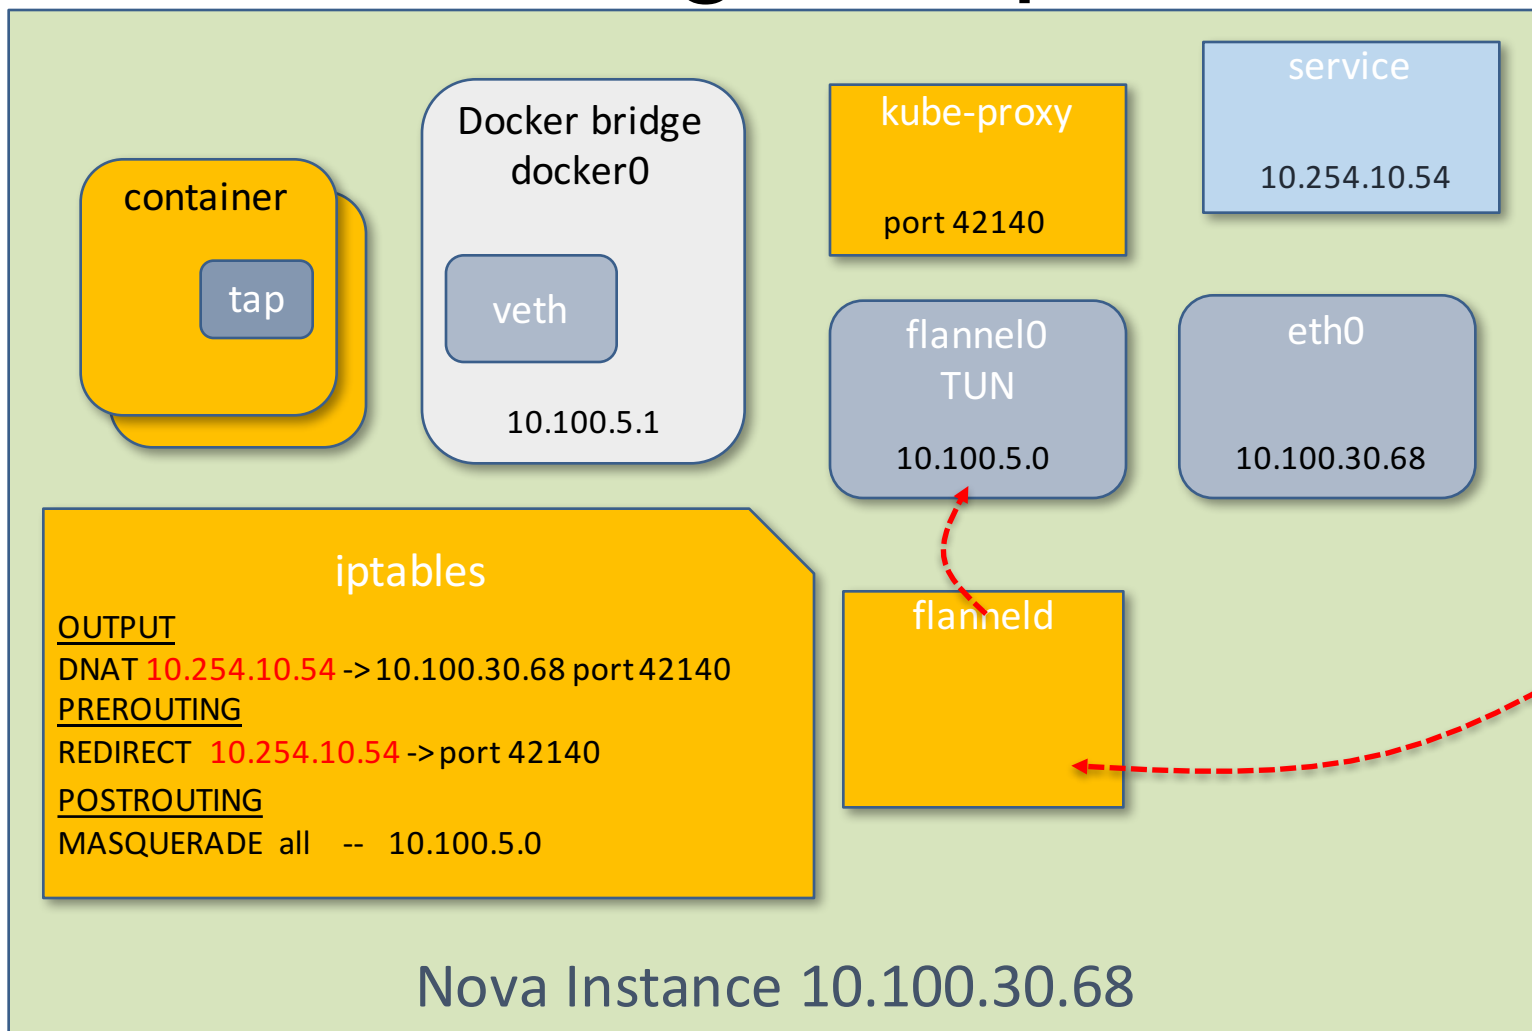 container
tap
Docker bridge
docker0
veth
10.100.5.1
kube-proxy
port 42140
service
10.254.10.54
flannel0
TUN
10.100.5.0
eth0
10.100.30.68
iptables
OUTPUT
DNAT 10.254.10.54 -> 10.100.30.68 port 42140
PREROUTING
REDIRECT 10.254.10.54 -> port 42140
POSTROUTING
MASQUERADE all -- 10.100.5.0
flanneld
Nova Instance 10.100.30.68